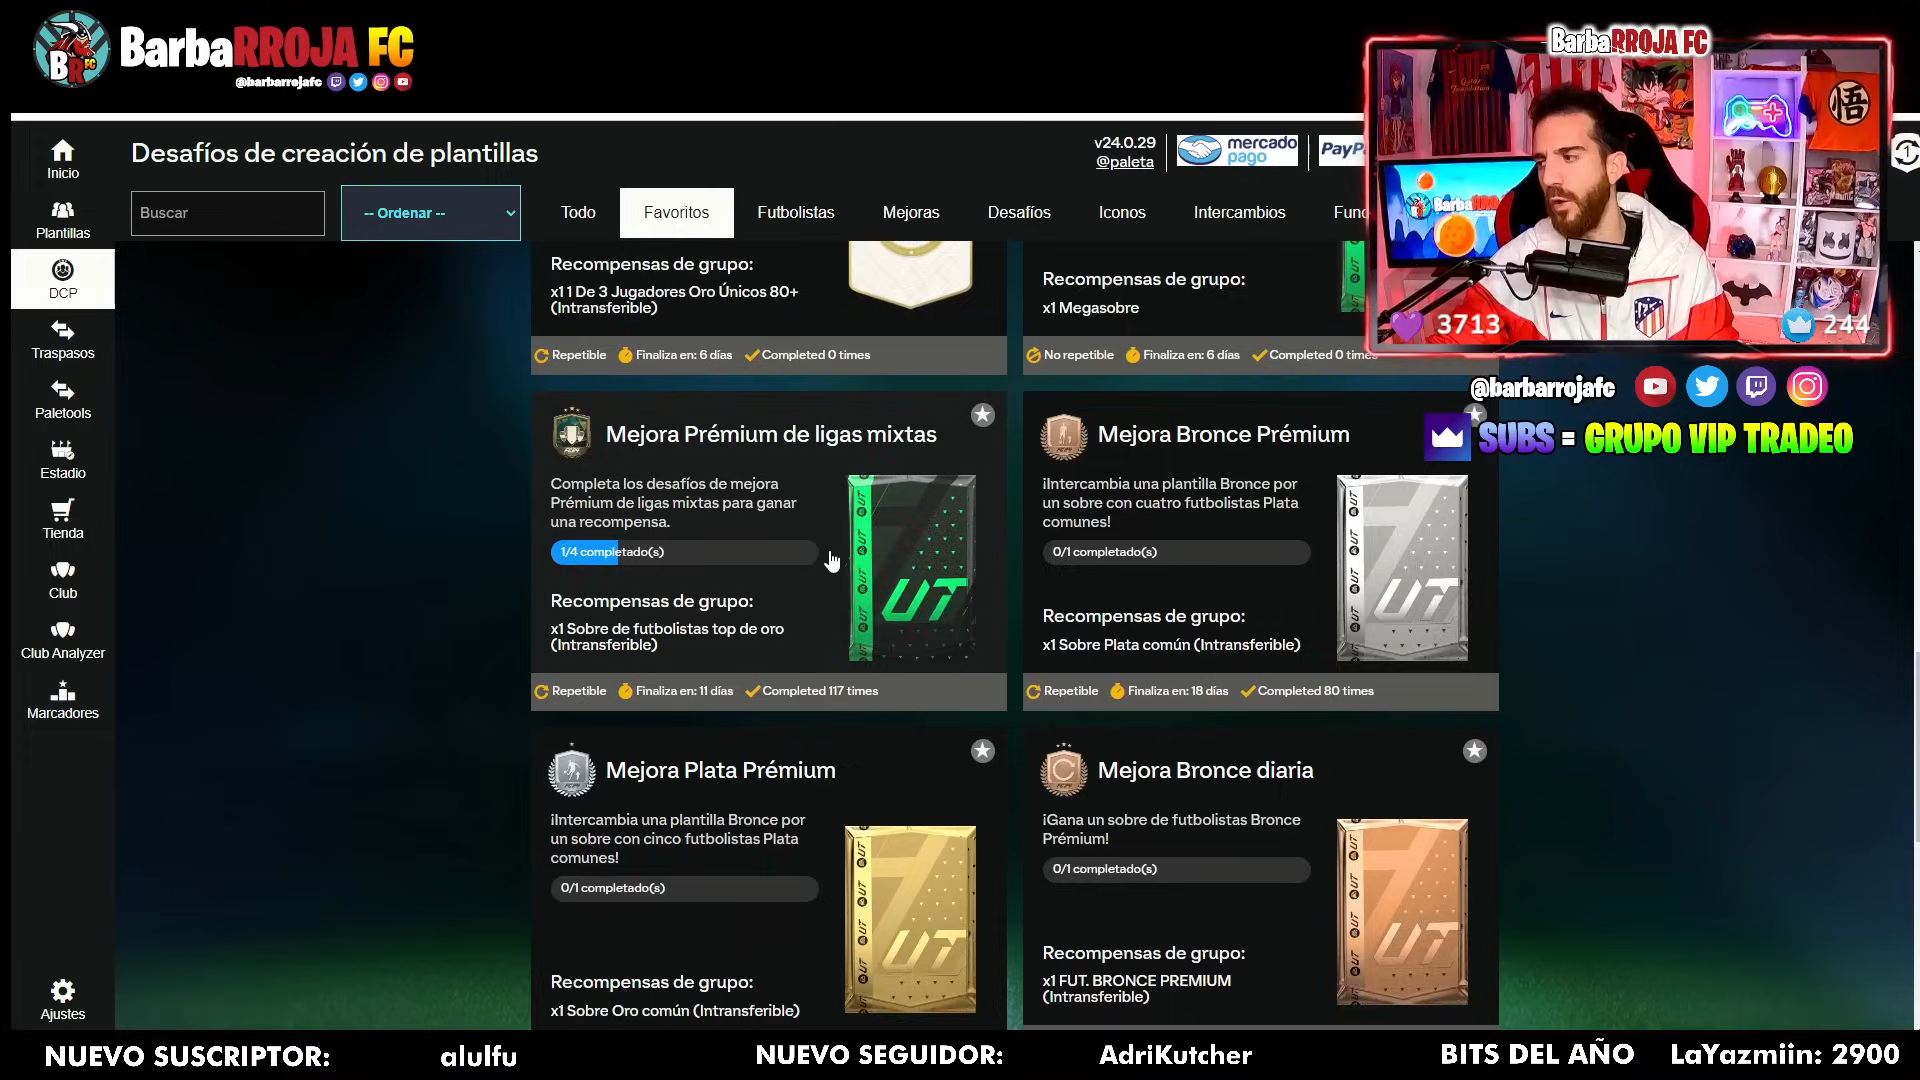 BarbaRROJA FC
@barbarrojafc
BarbaRROJA FC
Inicio
Plantillas
DCP
Traspasos
Paletools
Estadio
Tienda
Club
Club Analyzer
Marcadores
Ajustes
Desafíos de creación de plantillas
v24.0.29
@paleta
mercado
pago
PayP
Buscar
-- Ordenar --
Todo
Favoritos
Futbolistas
Mejoras
Desafíos
Iconos
Intercambios
Fund
Recompensas de grupo:
x1 1 De 3 Jugadores Oro Únicos 80+
(Intransferible)
Repetible
Finaliza en: 6 días
Completed 0 times
Recompensas de grupo:
x1 Megasobre
No repetible
Finaliza en: 6 días
Completed 0 times
3713
244
@barbarrojafc
SUBS = GRUPO VIP TRADEO
Mejora Prémium de ligas mixtas
Completa los desafíos de mejora
Prémium de ligas mixtas para ganar
una recompensa.
1/4 completado(s)
Recompensas de grupo:
x1 Sobre de futbolistas top de oro
(Intransferible)
UT
Repetible
Finaliza en: 11 días
Completed 117 times
Mejora Bronce Prémium
¡Intercambia una plantilla Bronce por
un sobre con cuatro futbolistas Plata
comunes!
0/1 completado(s)
Recompensas de grupo:
x1 Sobre Plata común (Intransferible)
UT
Repetible
Finaliza en: 18 días
Completed 80 times
Mejora Plata Prémium
¡Intercambia una plantilla Bronce por
un sobre con cinco futbolistas Plata
comunes!
0/1 completado(s)
Recompensas de grupo:
x1 Sobre Oro común (Intransferible)
UT
Mejora Bronce diaria
¡Gana un sobre de futbolistas Bronce
Prémium!
0/1 completado(s)
Recompensas de grupo:
x1 FUT. BRONCE PREMIUM
(Intransferible)
UT
NUEVO SUSCRIPTOR: alulfu
NUEVO SEGUIDOR: AdriKutcher
BITS DEL AÑO LaYazmiin: 2900